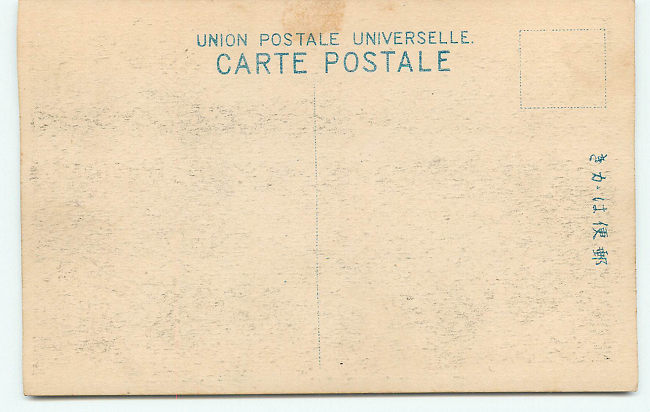 UNION POSTALE UNIVERSELLE.
CARTE POSTALE
郵便はかき